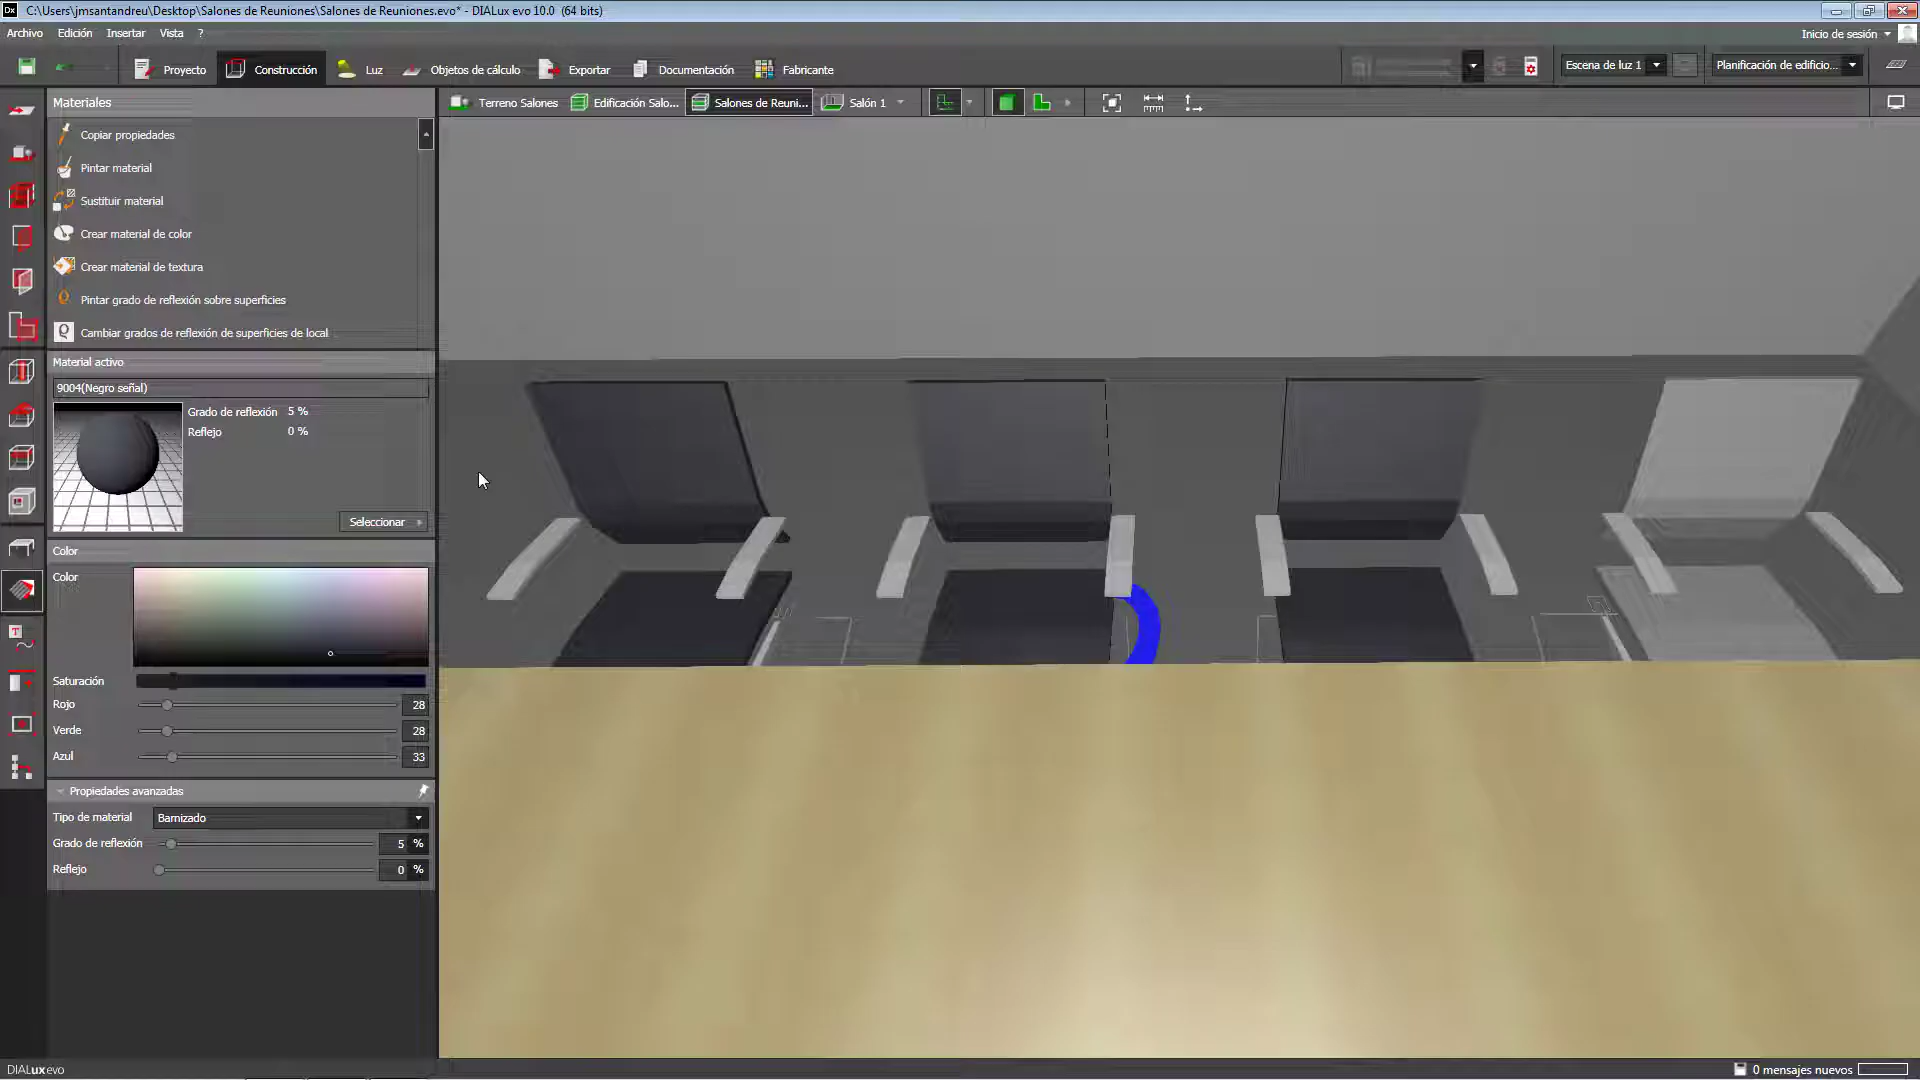 C:\Users\jmsantandreu\Desktop\Salones de Reuniones\Salones de Reuniones.evo* - DIALux evo 10.0 (64 bits)
Archivo Edición Insertar Vista ?
Inicio de sesión
Proyecto Construcción Luz Objetos de cálculo Exportar Documentación Fabricante
Escena de luz 1 Planificación de edificio...
Materiales
Terreno Salones Edificación Salo... Salones de Reuni... Salón 1
Copiar propiedades
Pintar material
Sustituir material
Crear material de color
Crear material de textura
Pintar grado de reflexión sobre superficies
Cambiar grados de reflexión de superficies de local
Material activo
9004(Negro señal)
Grado de reflexión 5 %
Reflejo 0 %
Seleccionar
Color
Color
Saturación
Rojo 28
Verde 28
Azul 33
Propiedades avanzadas
Tipo de material Barnizado
Grado de reflexión 5 %
Reflejo 0 %
DIALux evo
0 mensajes nuevos